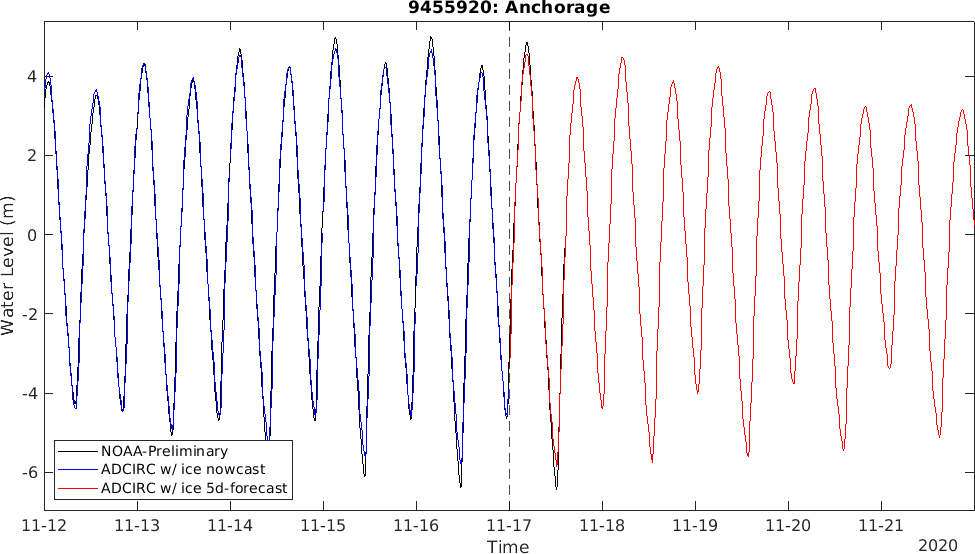 9455920: Anchorage
Water Level (m)
4
2
0
-2
-4
-6
NOAA-Preliminary
ADCIRC w/ ice nowcast
ADCIRC w/ ice 5d-forecast
11-12 11-13 11-14 11-15 11-16 11-17 11-18 11-19 11-20 11-21
Time
2020